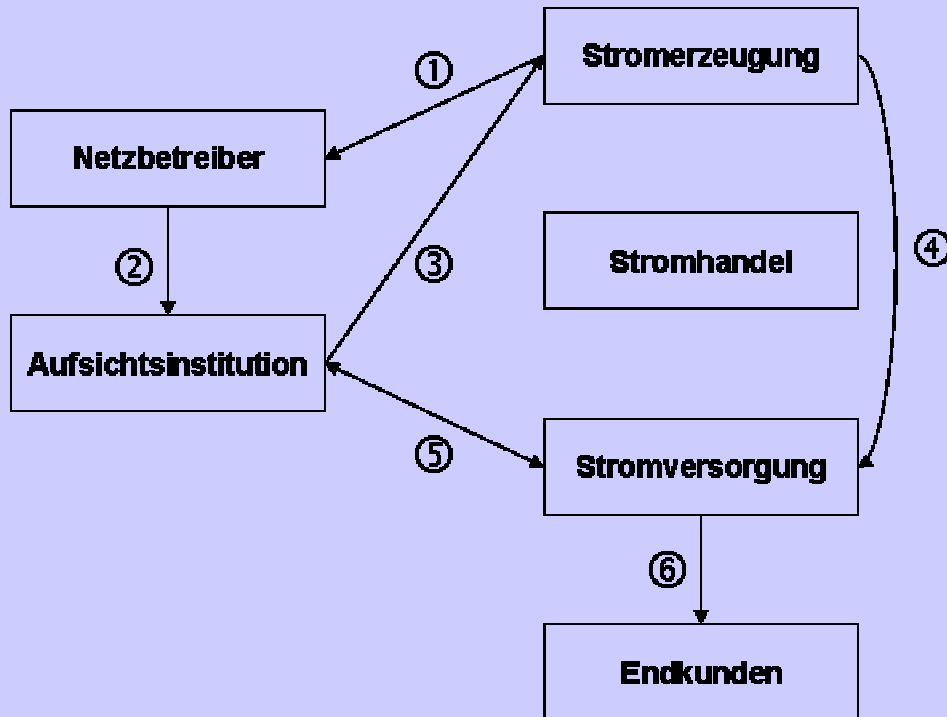 Stromerzeugung
①
Netzbetreiber
②
③
Stromhandel
④
Aufsichtsinstitution
⑤
Stromversorgung
⑥
Endkunden